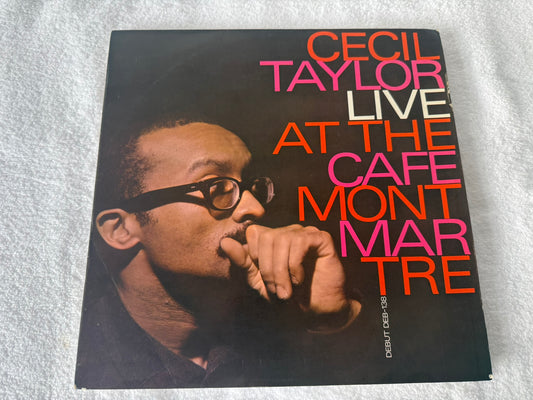 CECIL
TAYLOR
LIVE
AT THE
CAFE
MONT
MAR
TRE
DEBUT DEB-138